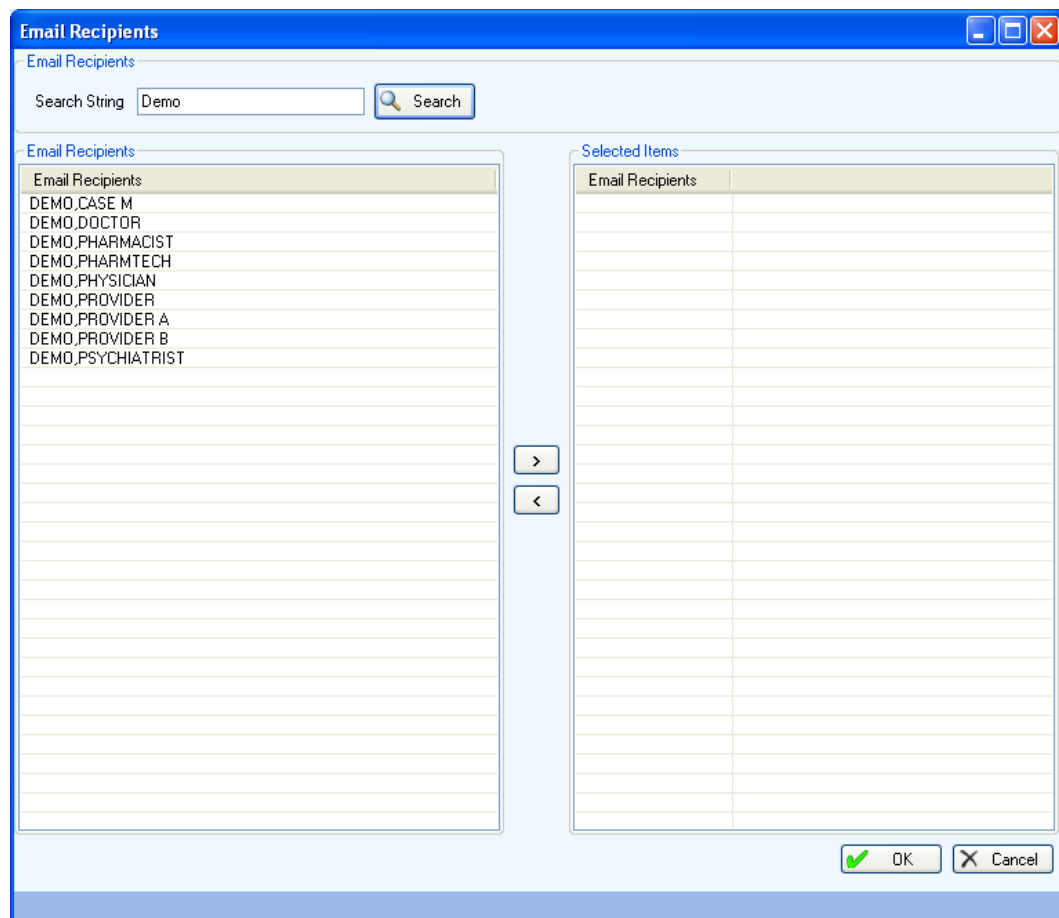 Email Recipients
Email Recipients
Search String Demo Search
Email Recipients
Email Recipients
DEMO,CASE M
DEMO,DOCTOR
DEMO,PHARMACIST
DEMO,PHARMTECH
DEMO,PHYSICIAN
DEMO,PROVIDER
DEMO,PROVIDER A
DEMO,PROVIDER B
DEMO,PSYCHIATRIST
>
<
Selected Items
Email Recipients
OK Cancel